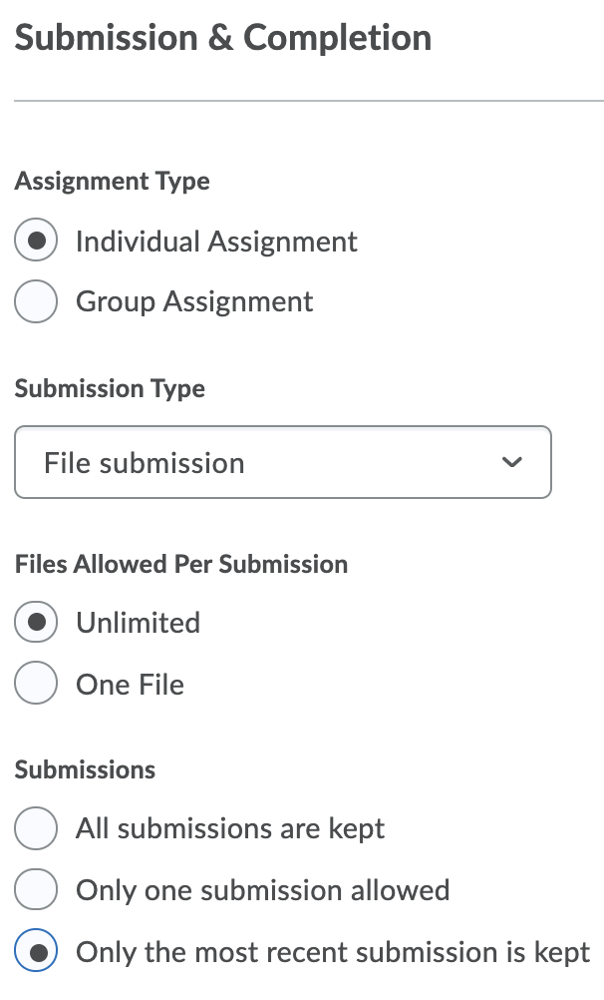 Submission & Completion
Assignment Type
Individual Assignment
Group Assignment
Submission Type
File submission
Files Allowed Per Submission
Unlimited
One File
Submissions
All submissions are kept
Only one submission allowed
Only the most recent submission is kept